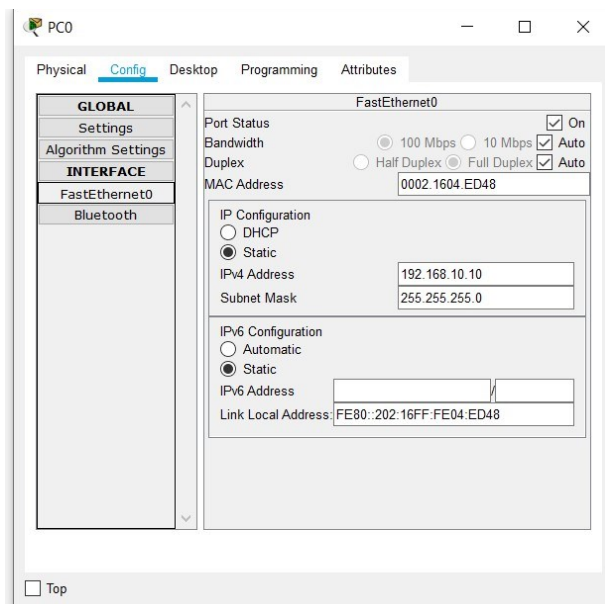 PC0
Physical Config Desktop Programming Attributes
GLOBAL
Settings
Algorithm Settings
INTERFACE
FastEthernet0
Bluetooth
FastEthernet0
Port Status On
Bandwidth 100 Mbps 10 Mbps Auto
Duplex Half Duplex Full Duplex Auto
MAC Address 0002.1604.ED48
IP Configuration
DHCP
Static
IPv4 Address 192.168.10.10
Subnet Mask 255.255.255.0
IPv6 Configuration
Automatic
Static
IPv6 Address /
Link Local Address: FE80::202:16FF:FE04:ED48
Top